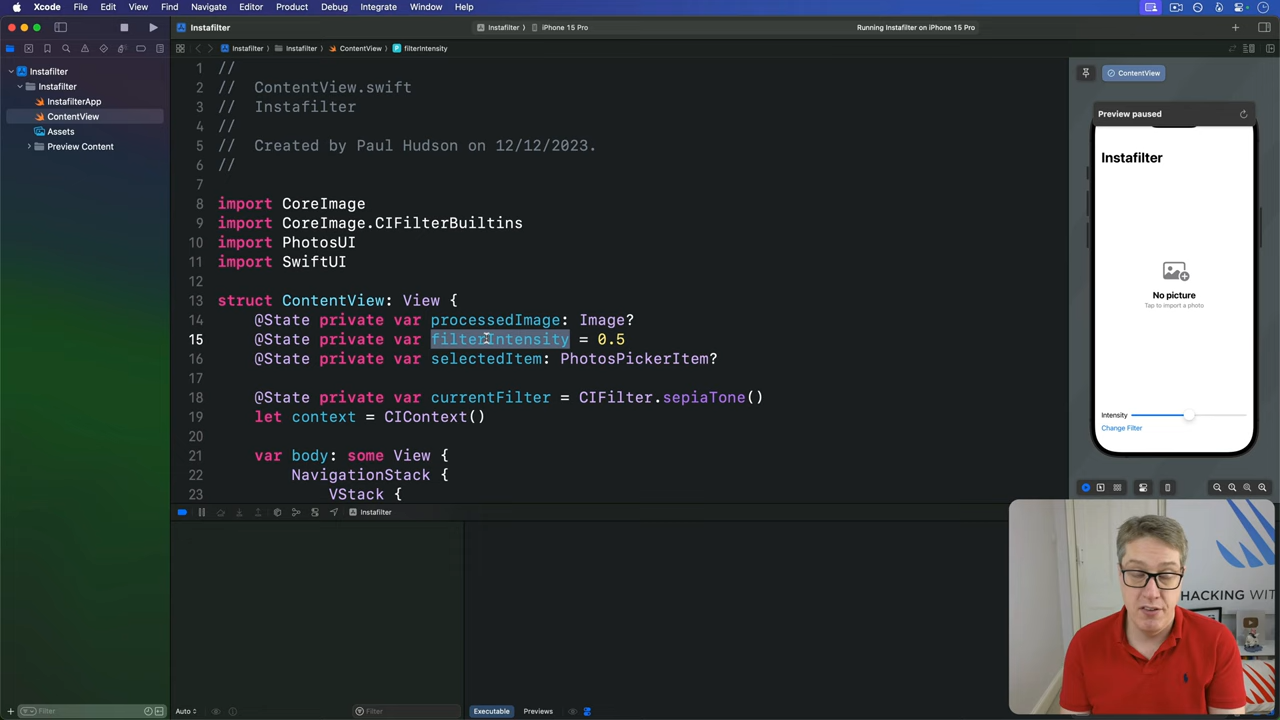 Xcode File Edit View Find Navigate Editor Product Debug Integrate Window Help
Instafilter
Instafilter iPhone 15 Pro
Running Instafilter on iPhone 15 Pro
Instafilter Instafilter ContentView filterIntensity
Instafilter
Instafilter
InstafilterApp
ContentView
Assets
Preview Content
1 //
2 // ContentView.swift
3 // Instafilter
4 //
5 // Created by Paul Hudson on 12/12/2023.
6 //
7
8 import CoreImage
9 import CoreImage.CIFilterBuiltins
10 import PhotosUI
11 import SwiftUI
12
13 struct ContentView: View {
14 @State private var processedImage: Image?
15 @State private var filterIntensity = 0.5
16 @State private var selectedItem: PhotosPickerItem?
17
18 @State private var currentFilter = CIFilter.sepiaTone()
19 let context = CIContext()
20
21 var body: some View {
22 NavigationStack {
23 VStack {
ContentView
Preview paused
Instafilter
No picture
Tap to import a photo
Intensity
Change Filter
Instafilter
HACKING WIT
Filter
Auto
Filter
Executable Previews